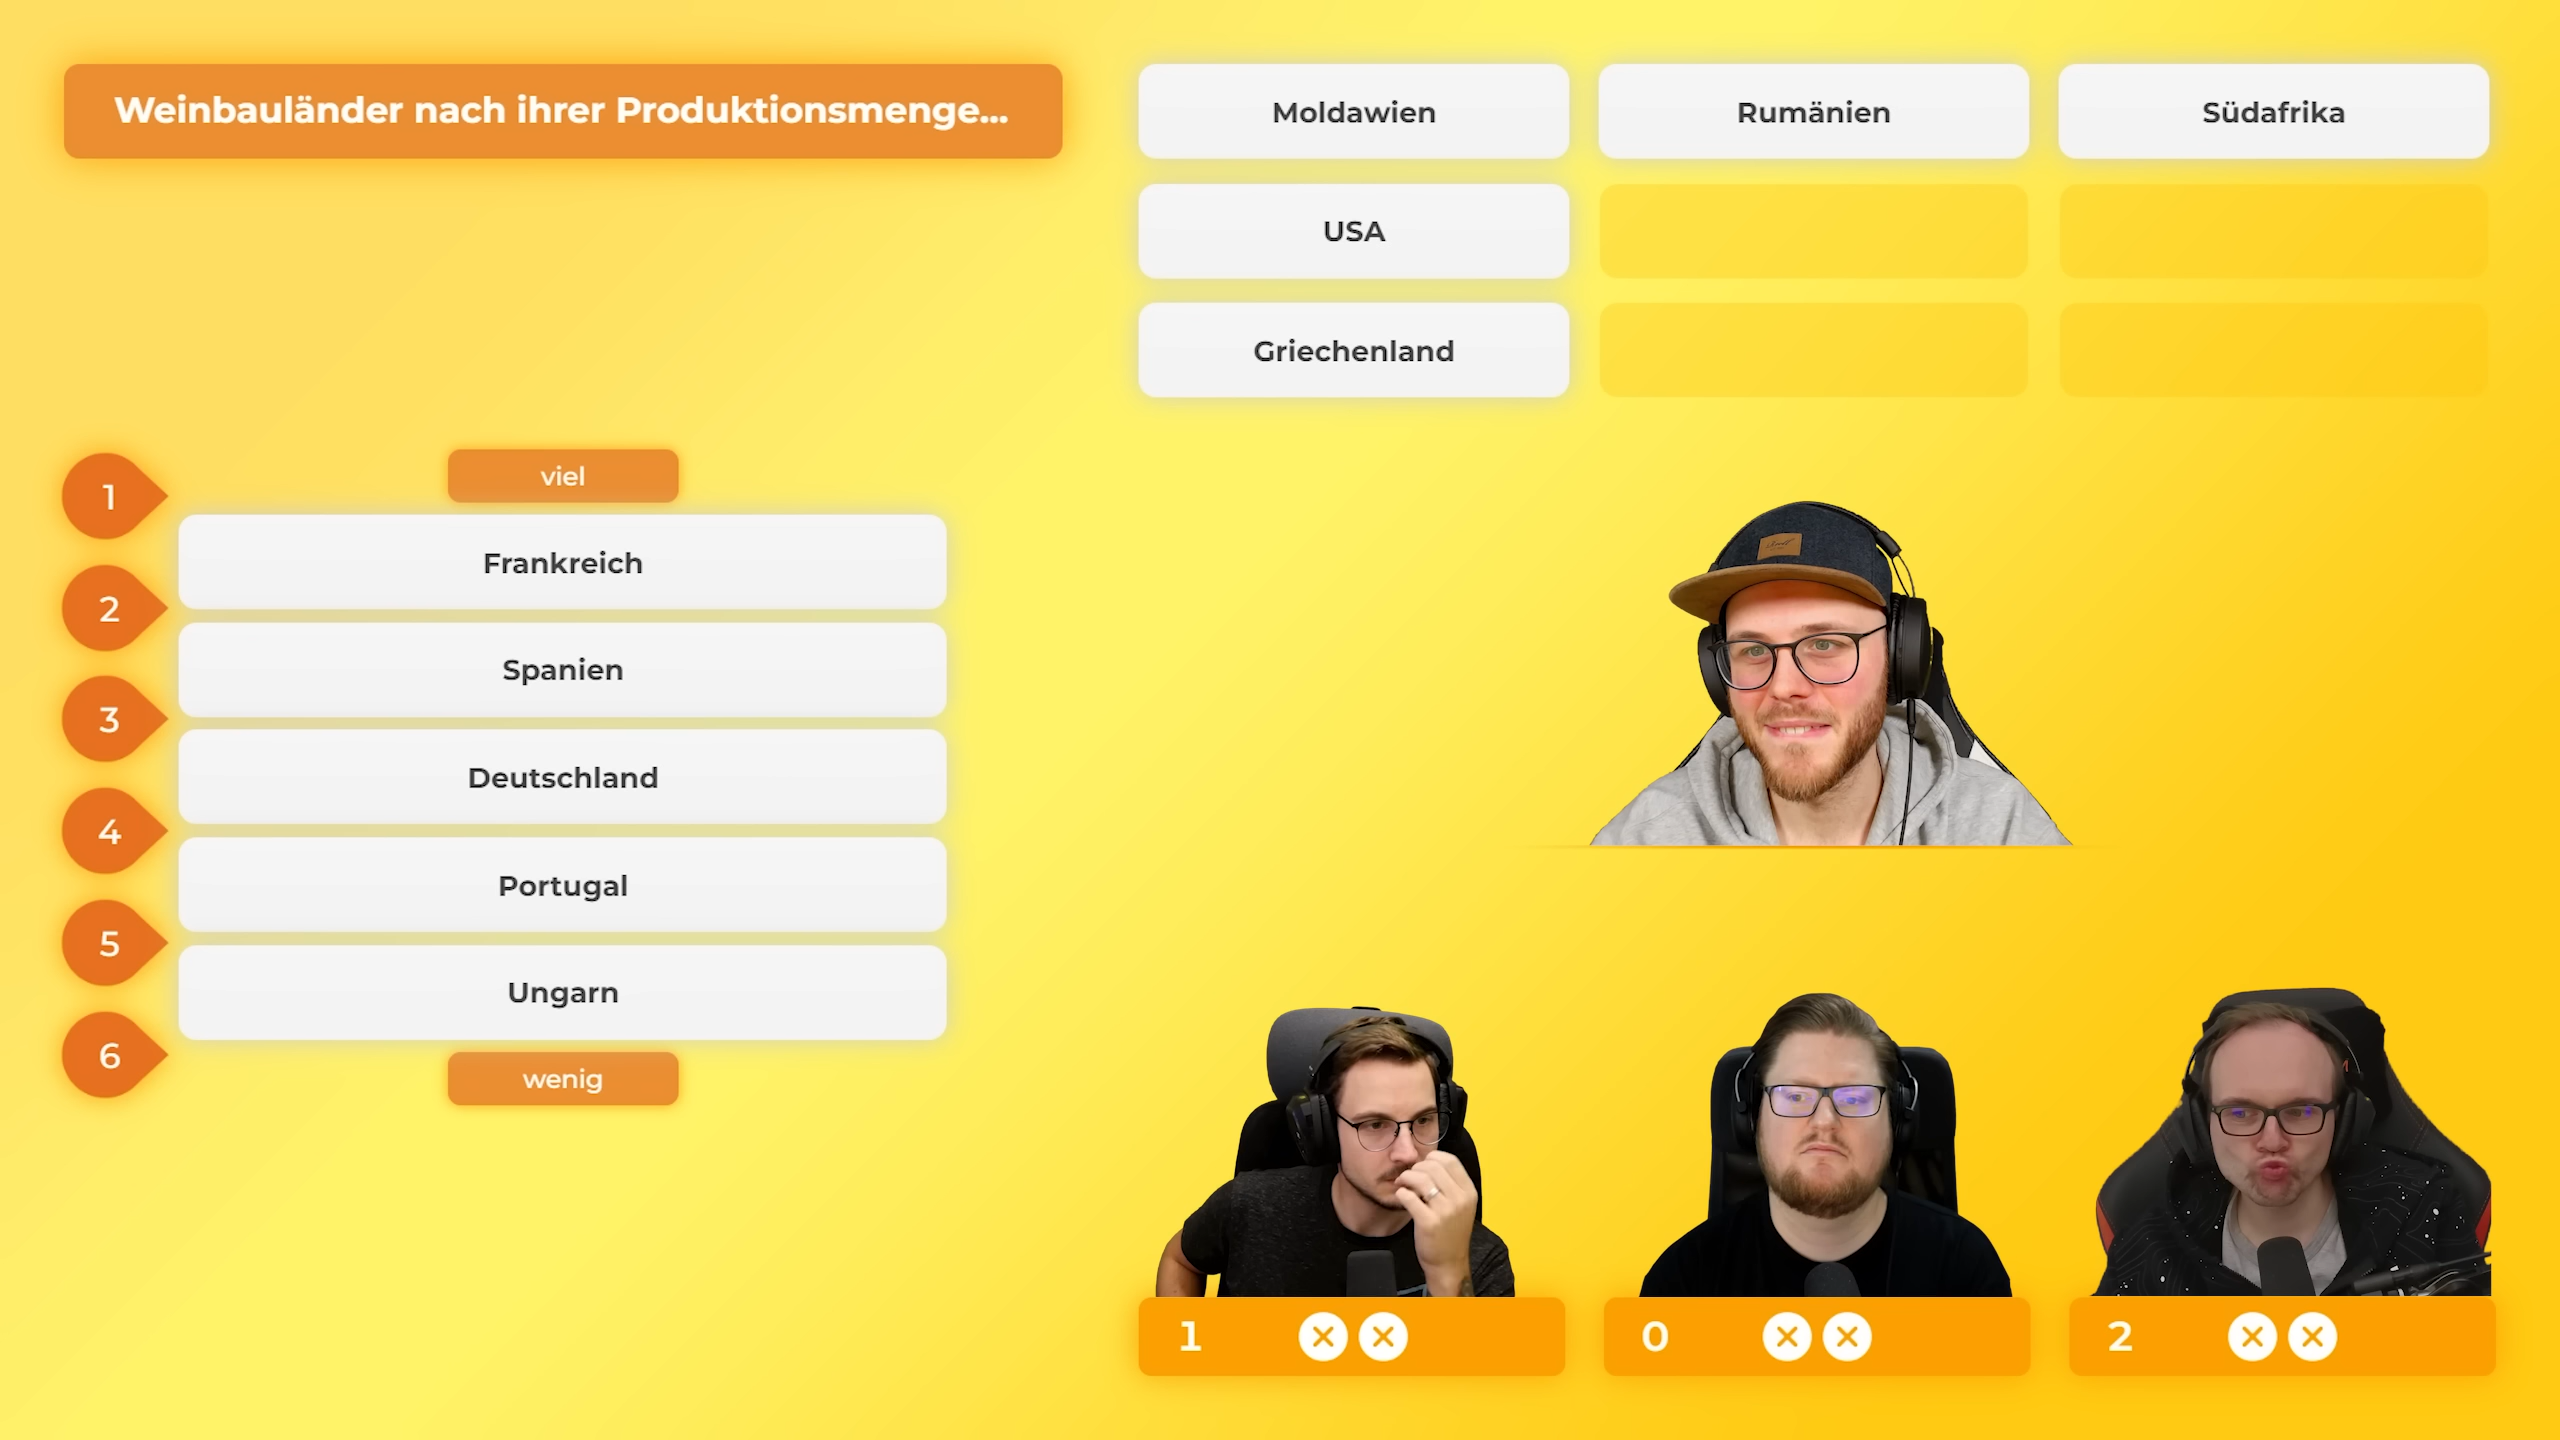 Weinbauländer nach ihrer Produktionsmenge...
Moldawien
Rumänien
Südafrika
USA
Griechenland
1
viel
Frankreich
2
Spanien
3
Deutschland
4
Portugal
5
Ungarn
6
wenig
1
0
2